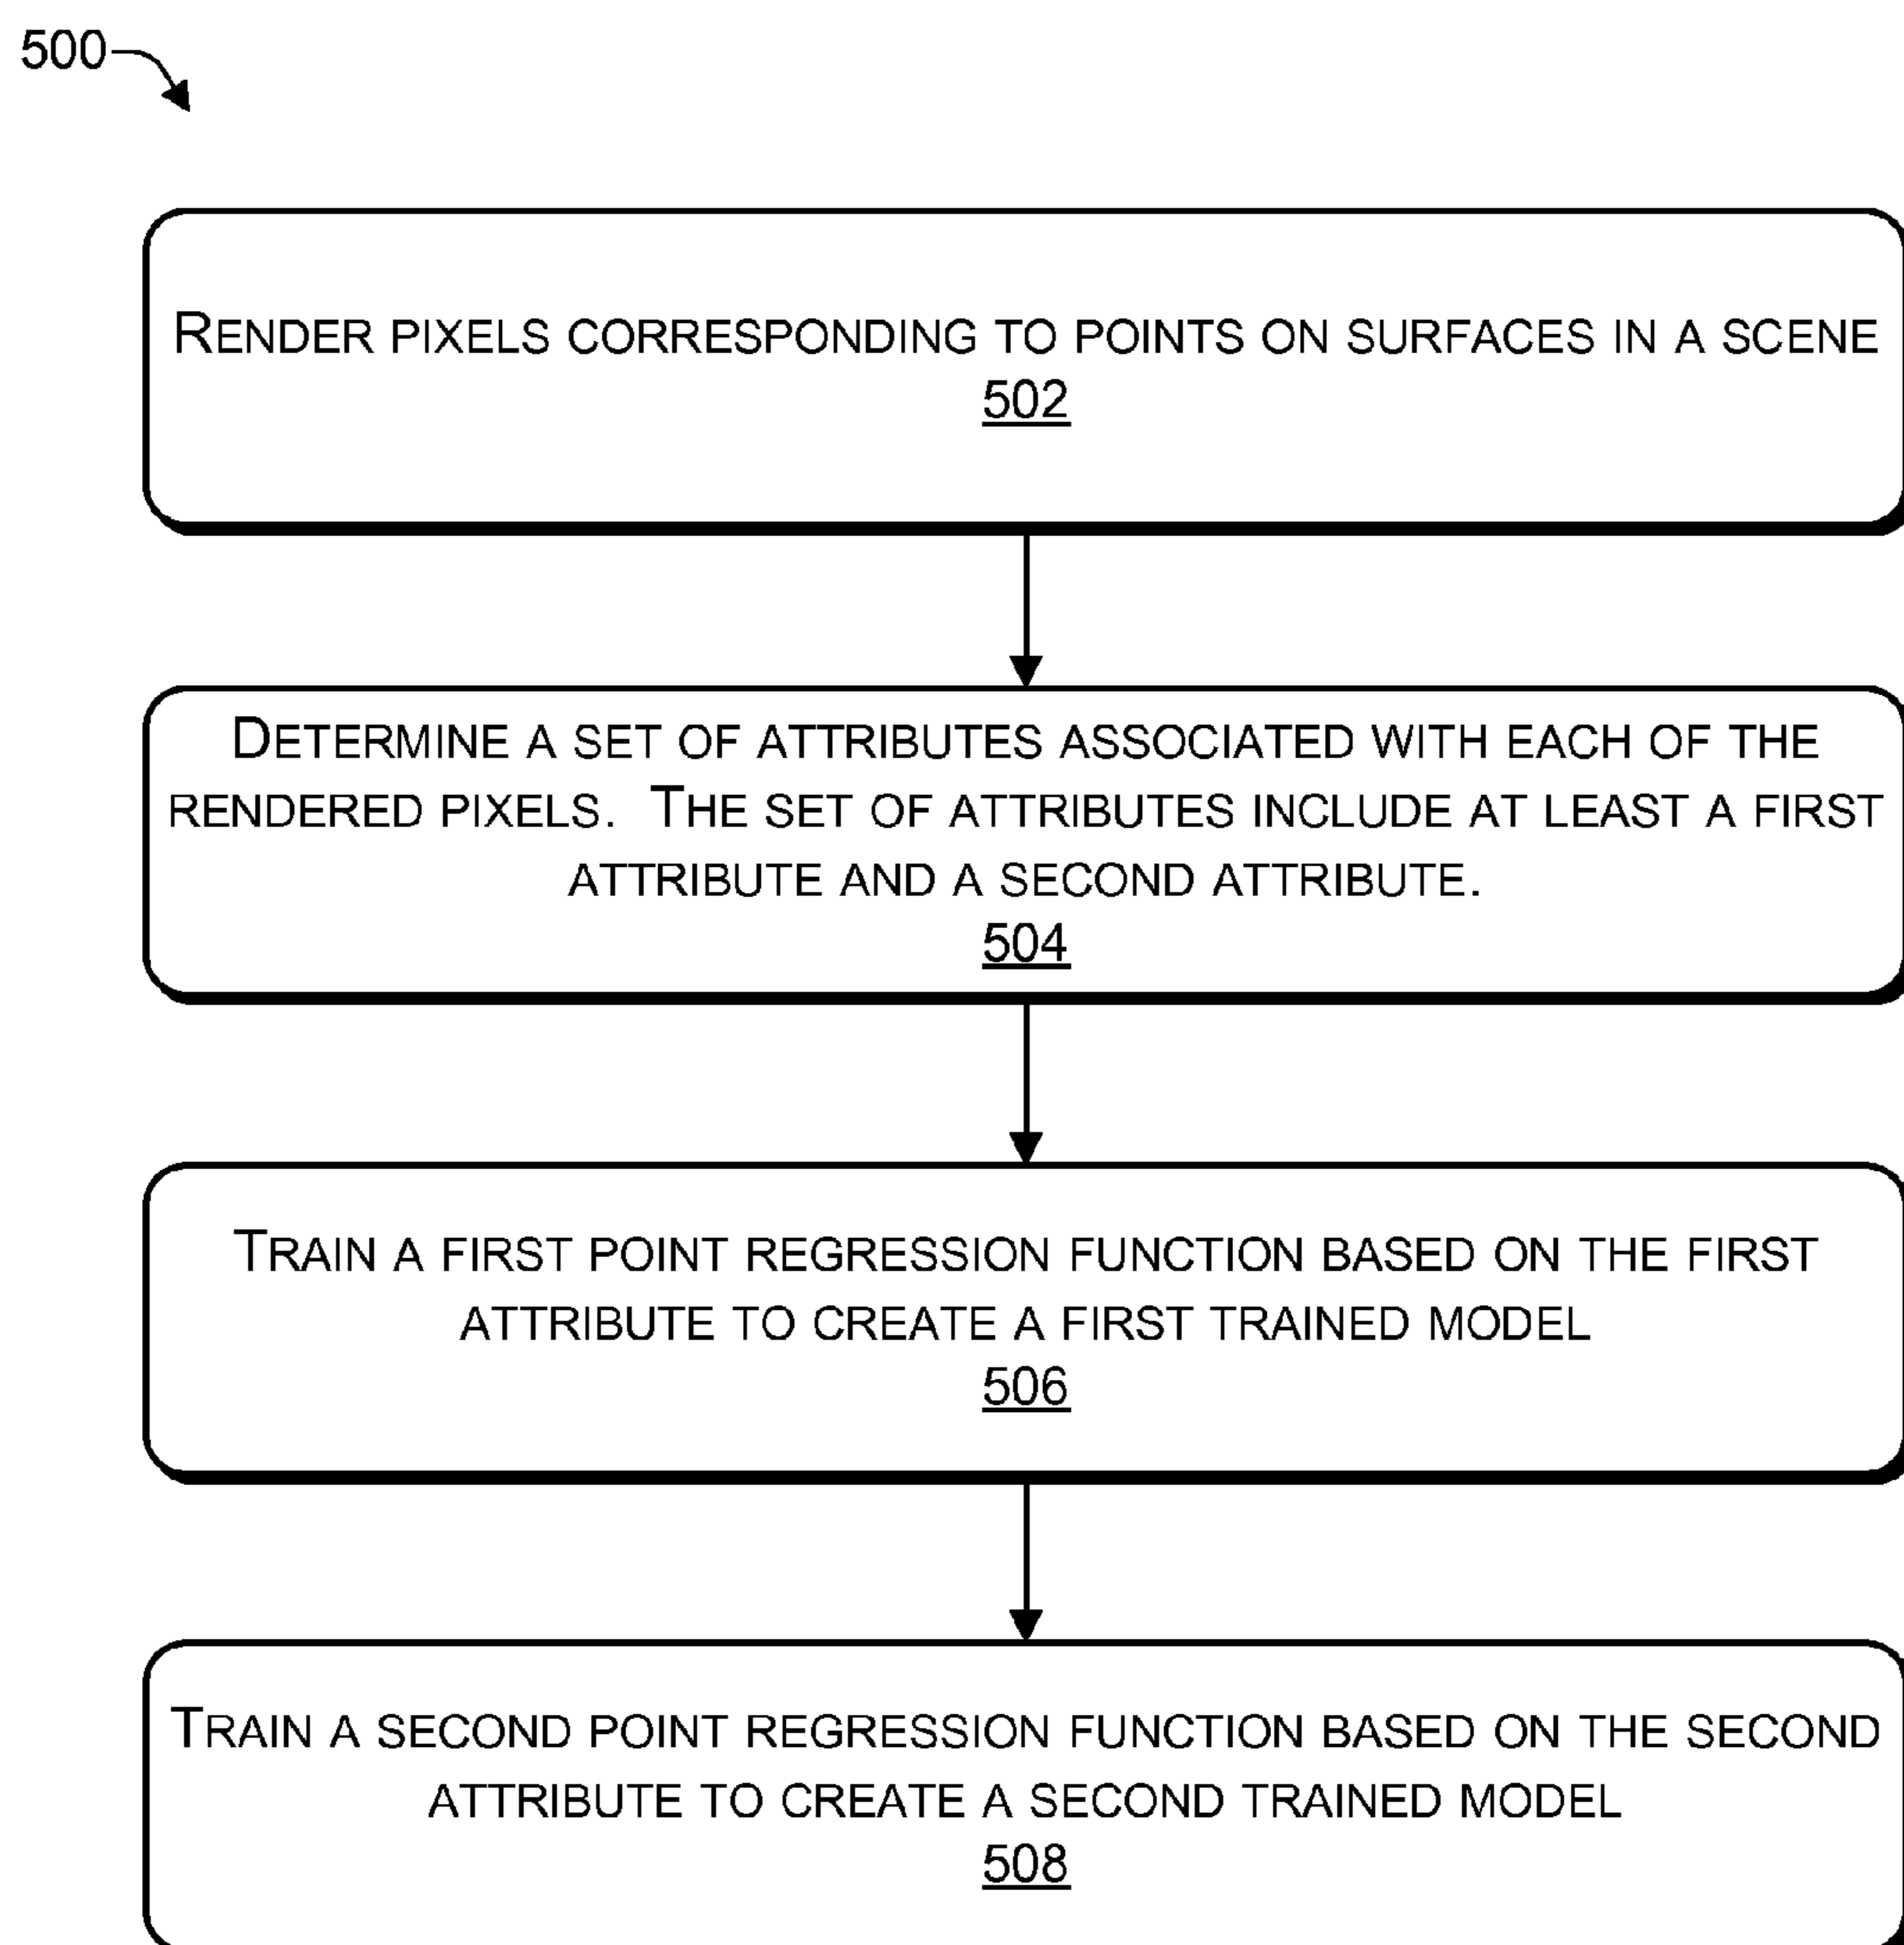 500
RENDER PIXELS CORRESPONDING TO POINTS ON SURFACES IN A SCENE
502
DETERMINE A SET OF ATTRIBUTES ASSOCIATED WITH EACH OF THE
RENDERED PIXELS. THE SET OF ATTRIBUTES INCLUDE AT LEAST A FIRST
ATTRIBUTE AND A SECOND ATTRIBUTE.
504
TRAIN A FIRST POINT REGRESSION FUNCTION BASED ON THE FIRST
ATTRIBUTE TO CREATE A FIRST TRAINED MODEL
506
TRAIN A SECOND POINT REGRESSION FUNCTION BASED ON THE SECOND
ATTRIBUTE TO CREATE A SECOND TRAINED MODEL
508